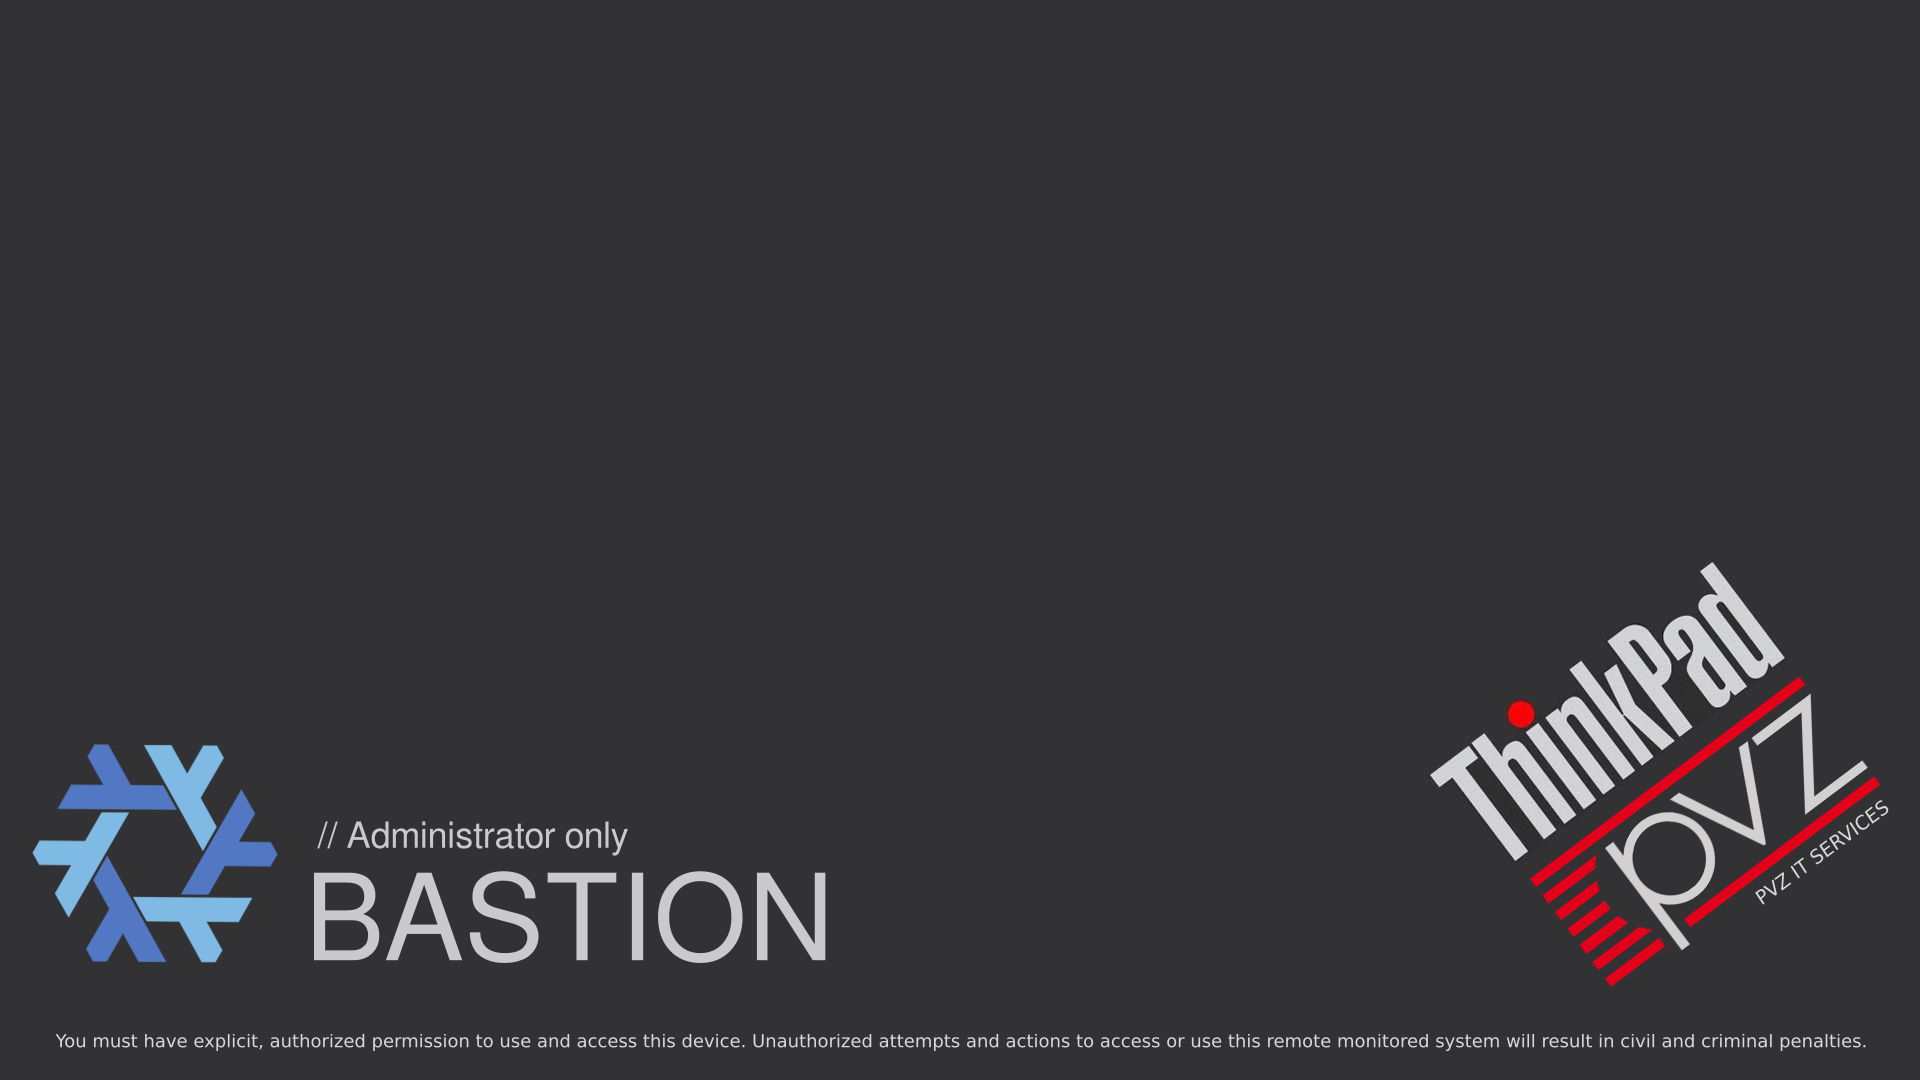 ThinkPad
pvz
PVZ IT SERVICES
// Administrator only
BASTION
You must have explicit, authorized permission to use and access this device. Unauthorized attempts and actions to access or use this remote monitored system will result in civil and criminal penalties.